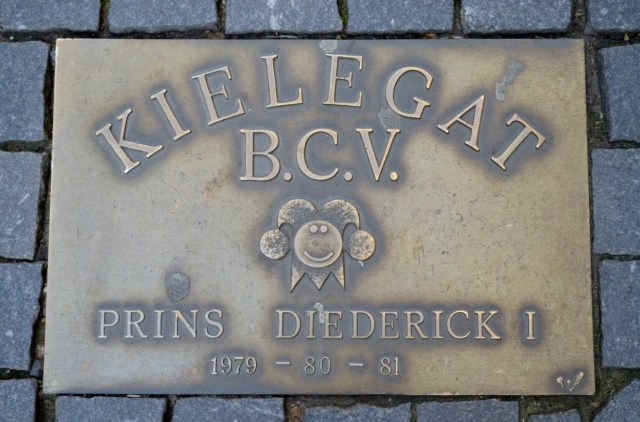 KIELEGAT
B.C.V.
PRINS DIEDERICK I
1979 - 80 - 81